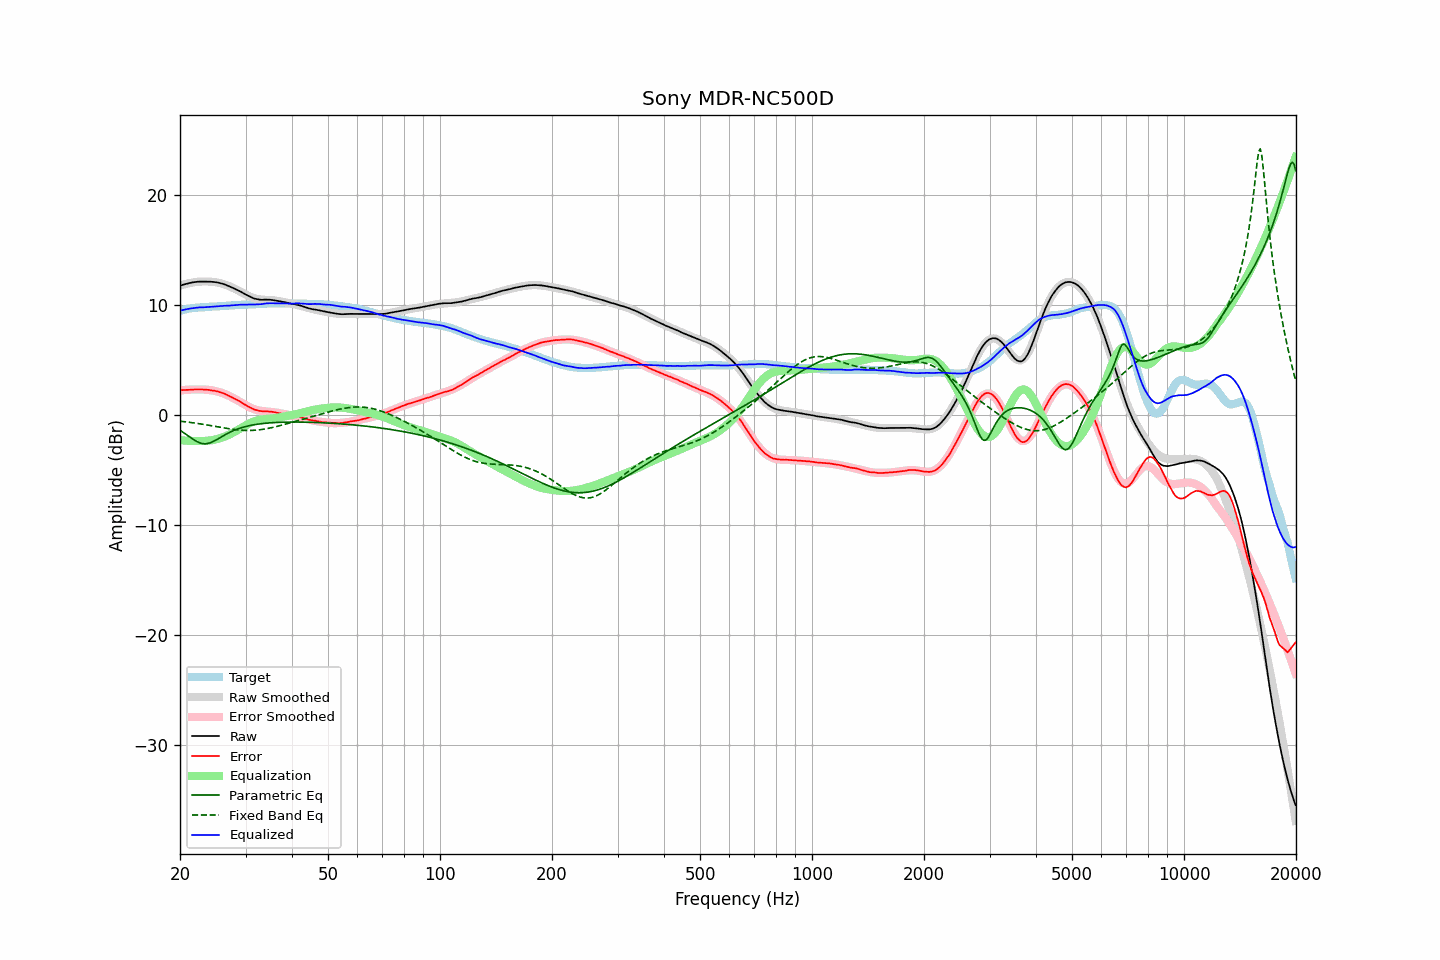 Sony MDR-NC500D
Amplitude (dBr)
20
10
0
−10
−20
−30
Target
Raw Smoothed
Error Smoothed
Raw
Error
Equalization
Parametric Eq
Fixed Band Eq
Equalized
20 50 100 200 500 1000 2000 5000 10000 20000
Frequency (Hz)